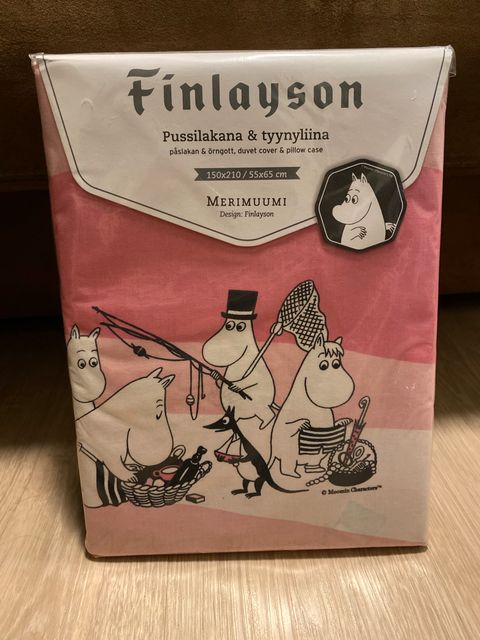 Finlayson
Pussilakana & tyynyliina
påslakan & örngott, duvet cover & pillow case
150x210 / 55x65 cm
MERIMUUMI
Design: Finlayson
© Moomin Characters™